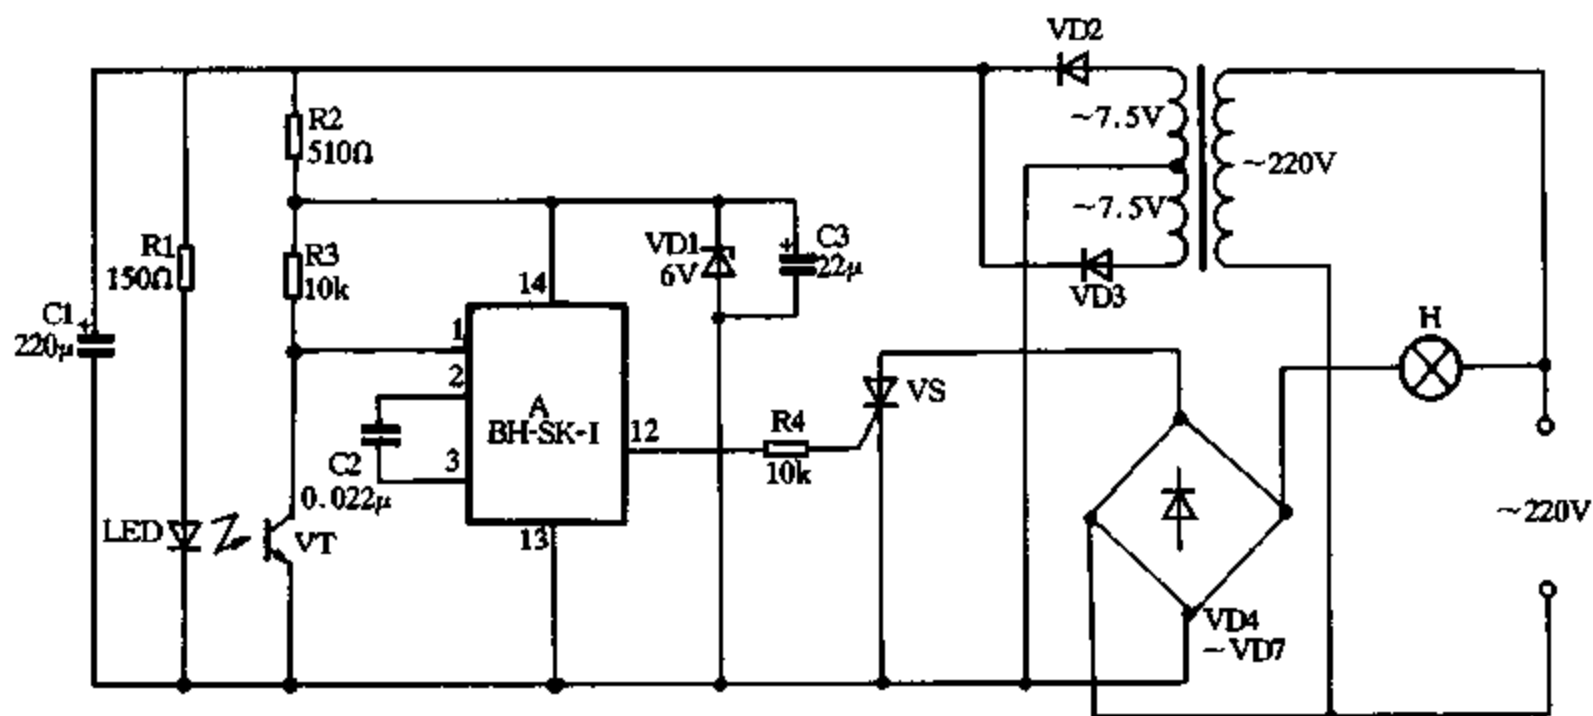 VD2
~7.5V
~220V
~7.5V
VD3
R2
510Ω
R1
150Ω
R3
10k
VD1
6V
C3
22μ
+
14
C1
220μ
+
1
2
3
A
BH-SK-I
12
13
C2
0.022μ
R4
10k
VS
H
LED
VT
~220V
VD4
~VD7